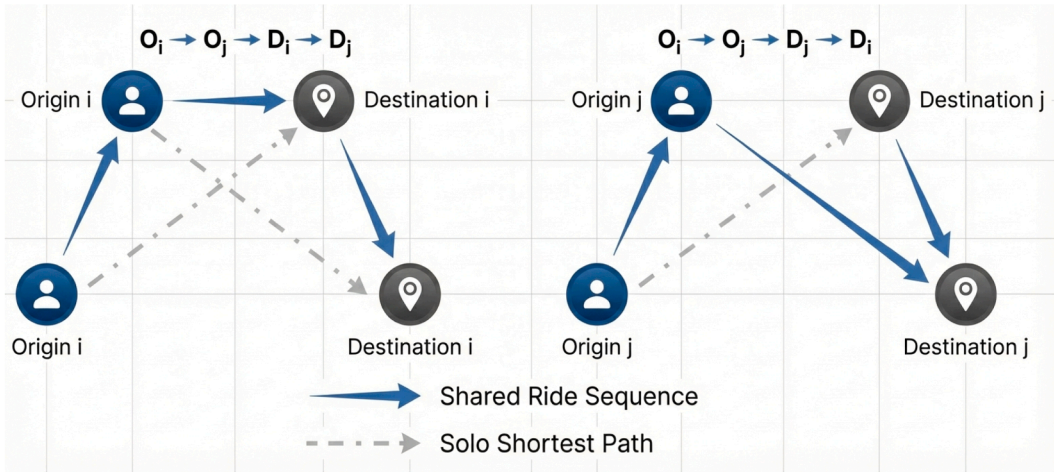 Oᵢ → Oⱼ → Dᵢ → Dⱼ
Origin i
Destination i
Origin i
Destination i
Oᵢ → Oⱼ → Dⱼ → Dᵢ
Origin j
Destination j
Origin j
Destination j
Shared Ride Sequence
Solo Shortest Path